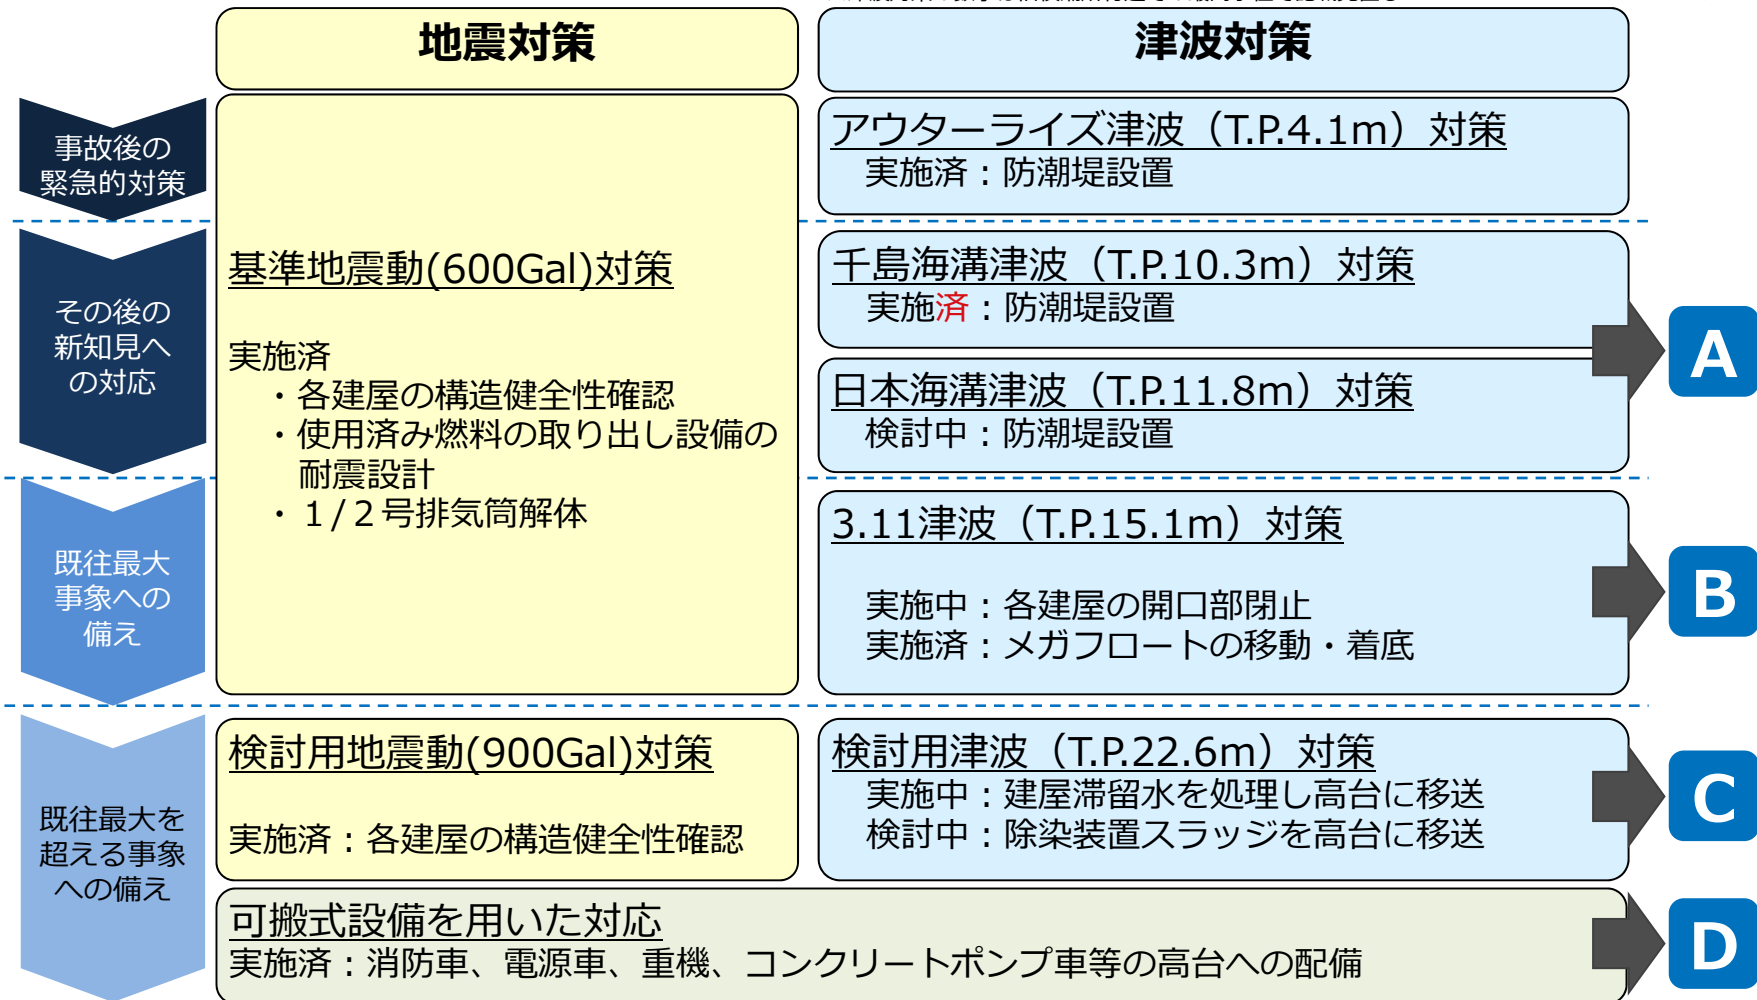 地震対策
津波対策
事故後の
緊急的対策
アウターライズ津波（T.P.4.1m）対策
実施済：防潮堤設置
その後の
新知見へ
の対応
基準地震動(600Gal)対策
実施済
・各建屋の構造健全性確認
・使用済み燃料の取り出し設備の
耐震設計
・１/２号排気筒解体
千島海溝津波（T.P.10.3m）対策
実施済：防潮堤設置
日本海溝津波（T.P.11.8m）対策
検討中：防潮堤設置
A
既往最大
事象への
備え
3.11津波（T.P.15.1m）対策
実施中：各建屋の開口部閉止
実施済：メガフロートの移動・着底
B
既往最大を
超える事象
への備え
検討用地震動(900Gal)対策
実施済：各建屋の構造健全性確認
検討用津波（T.P.22.6m）対策
実施中：建屋滞留水を処理し高台に移送
検討中：除染装置スラッジを高台に移送
C
可搬式設備を用いた対応
実施済：消防車、電源車、重機、コンクリートポンプ車等の高台への配備
D